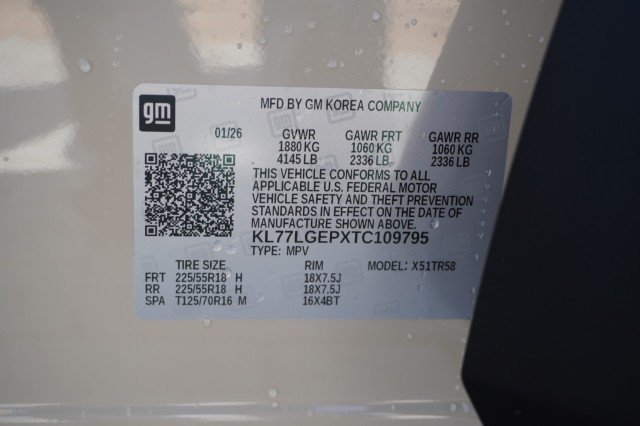 gm
MFD BY GM KOREA COMPANY
01/26 GVWR GAWR FRT GAWR RR
1880 KG 1060 KG 1060 KG
4145 LB 2336 LB 2336 LB
THIS VEHICLE CONFORMS TO ALL
APPLICABLE U.S. FEDERAL MOTOR
VEHICLE SAFETY AND THEFT PREVENTION
STANDARDS IN EFFECT ON THE DATE OF
MANUFACTURE SHOWN ABOVE.
KL77LGEPXTC109795
TYPE: MPV
TIRE SIZE RIM MODEL: X51TR58
FRT 225/55R18 H 18X7.5J
RR 225/55R18 H 18X7.5J
SPA T125/70R16 M 16X4BT